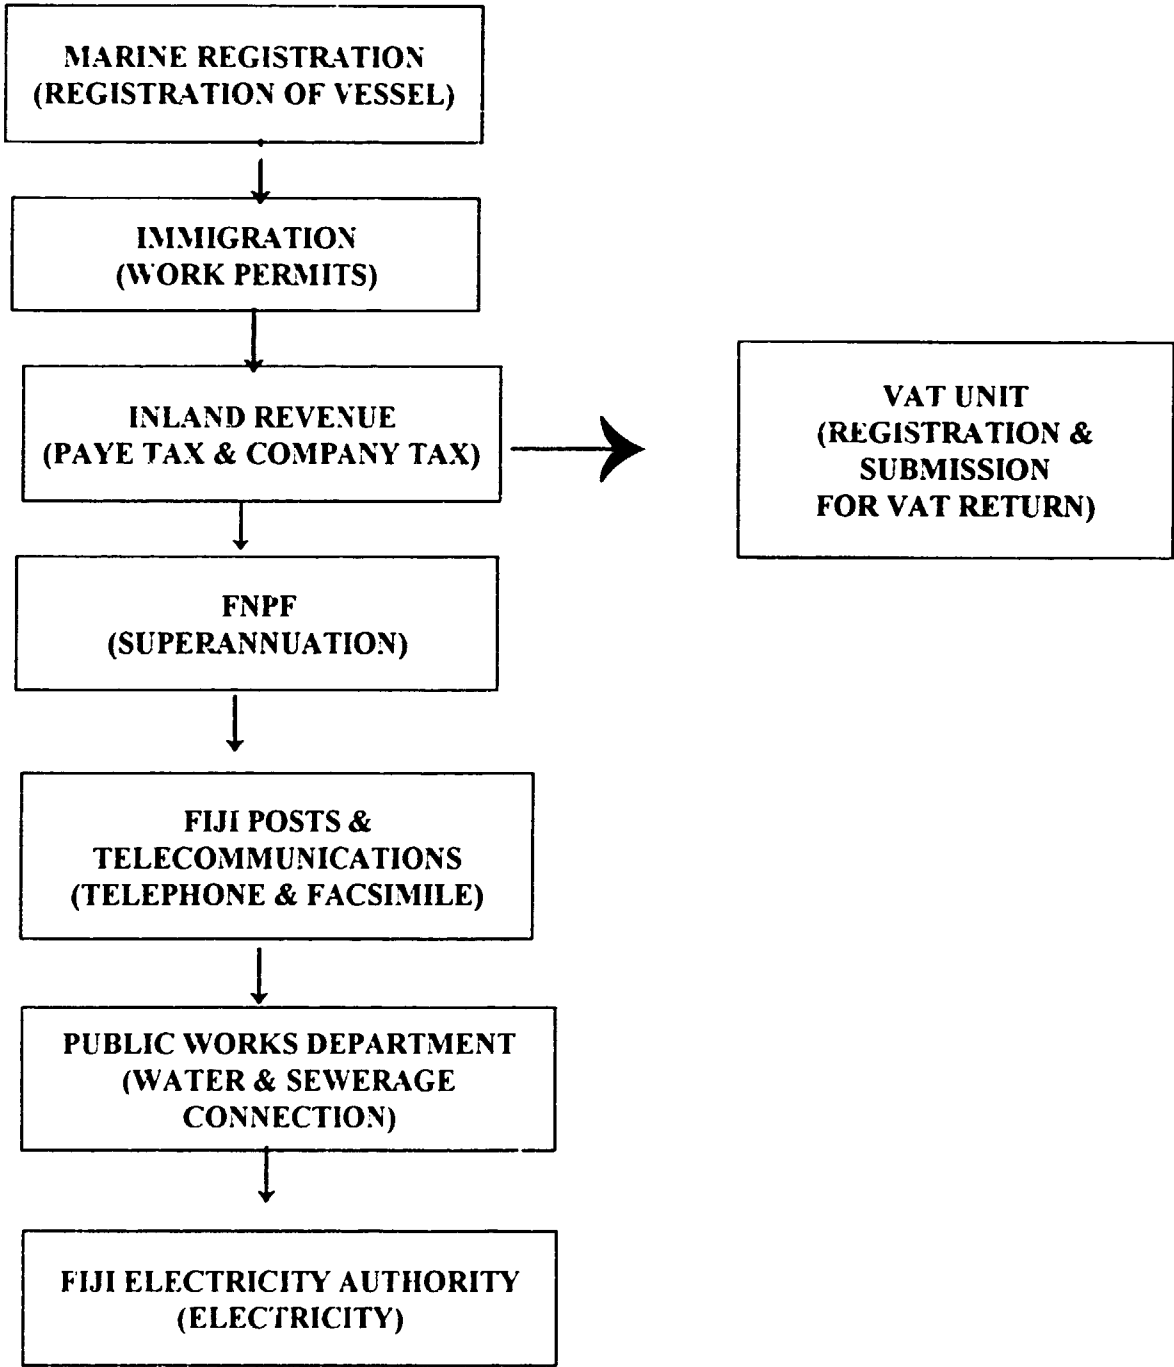 MARINE REGISTRATION
(REGISTRATION OF VESSEL)
IMMIGRATION
(WORK PERMITS)
INLAND REVENUE
(PAYE TAX & COMPANY TAX)
VAT UNIT
(REGISTRATION &
SUBMISSION
FOR VAT RETURN)
FNPF
(SUPERANNUATION)
FIJI POSTS &
TELECOMMUNICATIONS
(TELEPHONE & FACSIMILE)
PUBLIC WORKS DEPARTMENT
(WATER & SEWERAGE
CONNECTION)
FIJI ELECTRICITY AUTHORITY
(ELECTRICITY)